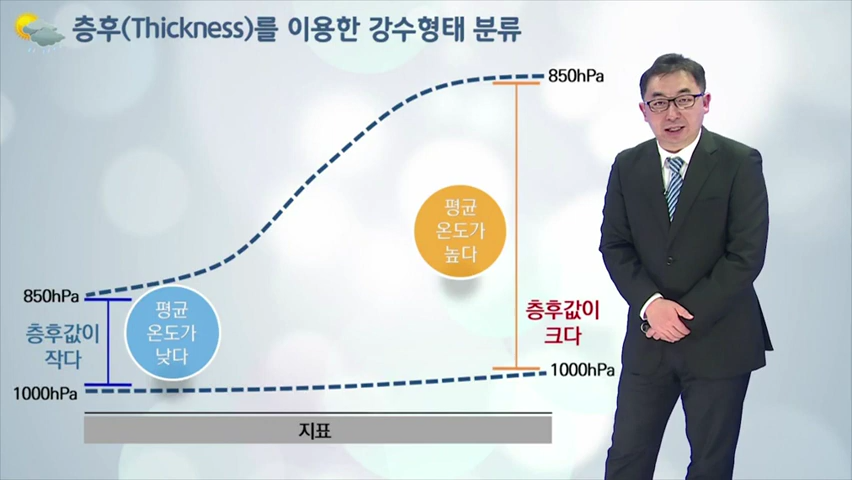 층후(Thickness)를 이용한 강수형태 분류
850hPa
평균
온도가
높다
850hPa
층후값이
작다
평균
온도가
낮다
층후값이
크다
1000hPa
1000hPa
지표